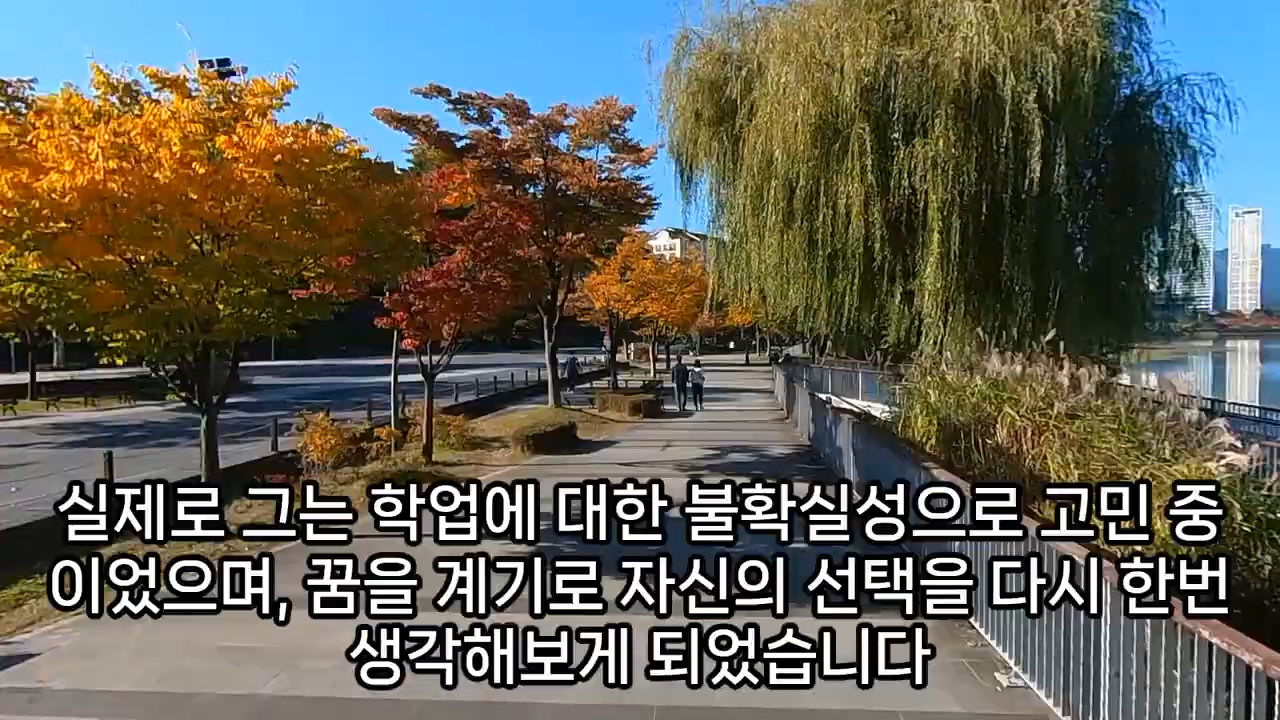 실제로 그는 학업에 대한 불확실성으로 고민 중
이었으며, 꿈을 계기로 자신의 선택을 다시 한번
생각해보게 되었습니다